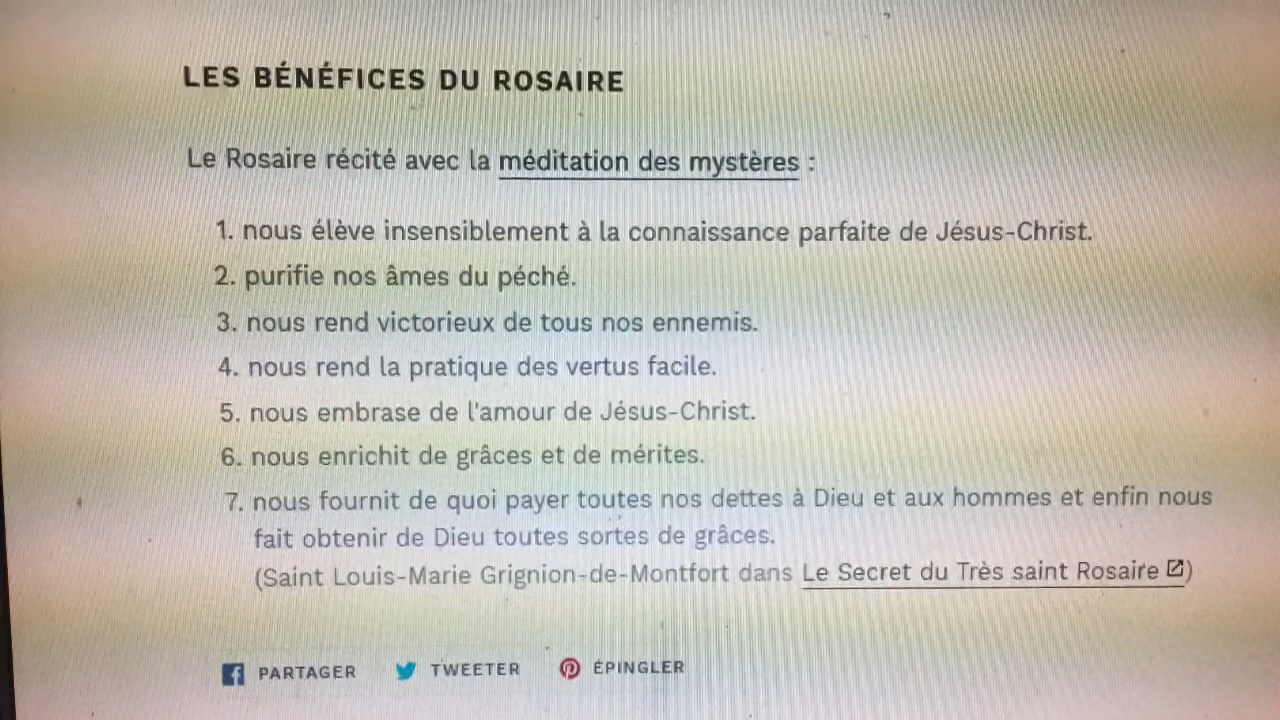 LES BÉNÉFICES DU ROSAIRE
Le Rosaire récité avec la méditation des mystères :
1. nous élève insensiblement à la connaissance parfaite de Jésus-Christ.
2. purifie nos âmes du péché.
3. nous rend victorieux de tous nos ennemis.
4. nous rend la pratique des vertus facile.
5. nous embrase de l'amour de Jésus-Christ.
6. nous enrichit de grâces et de mérites.
7. nous fournit de quoi payer toutes nos dettes à Dieu et aux hommes et enfin nous
fait obtenir de Dieu toutes sortes de grâces.
(Saint Louis-Marie Grignion-de-Montfort dans Le Secret du Très saint Rosaire)
PARTAGER TWEETER ÉPINGLER